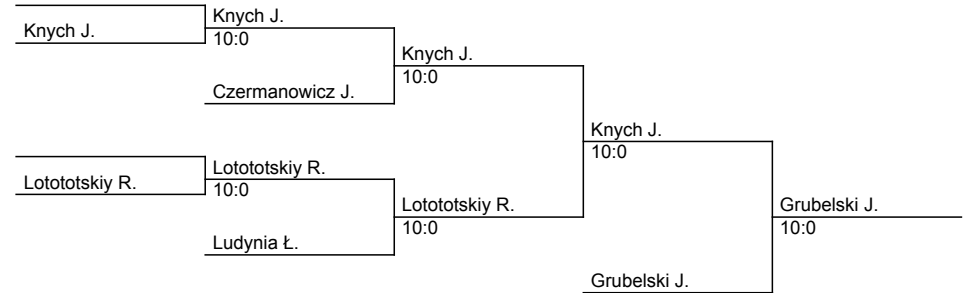 Knych J.
Knych J.
10:0
Knych J.
10:0
Czermanowicz J.
Knych J.
10:0
Lotototskiy R.
Lotototskiy R.
10:0
Lotototskiy R.
10:0
Ludynia Ł.
Grubelski J.
10:0
Grubelski J.